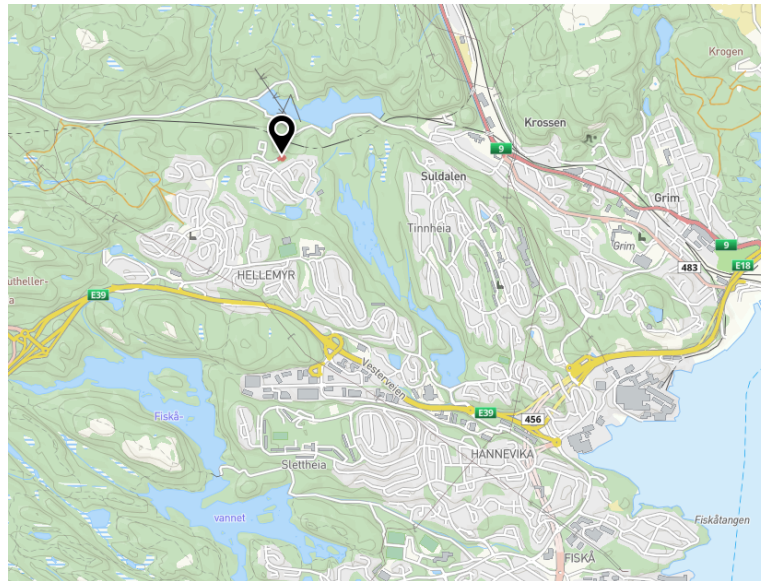 Krogen
Krossen
9
Suldalen
Grim
Tinnheia
Grim
9
483
E18
HELLEMYR
utheller-
a
E39
Vesterveien
Fiskå-
E39
456
HANNEVIKA
Slettheia
vannet
Fiskåtangen
FISKÅ